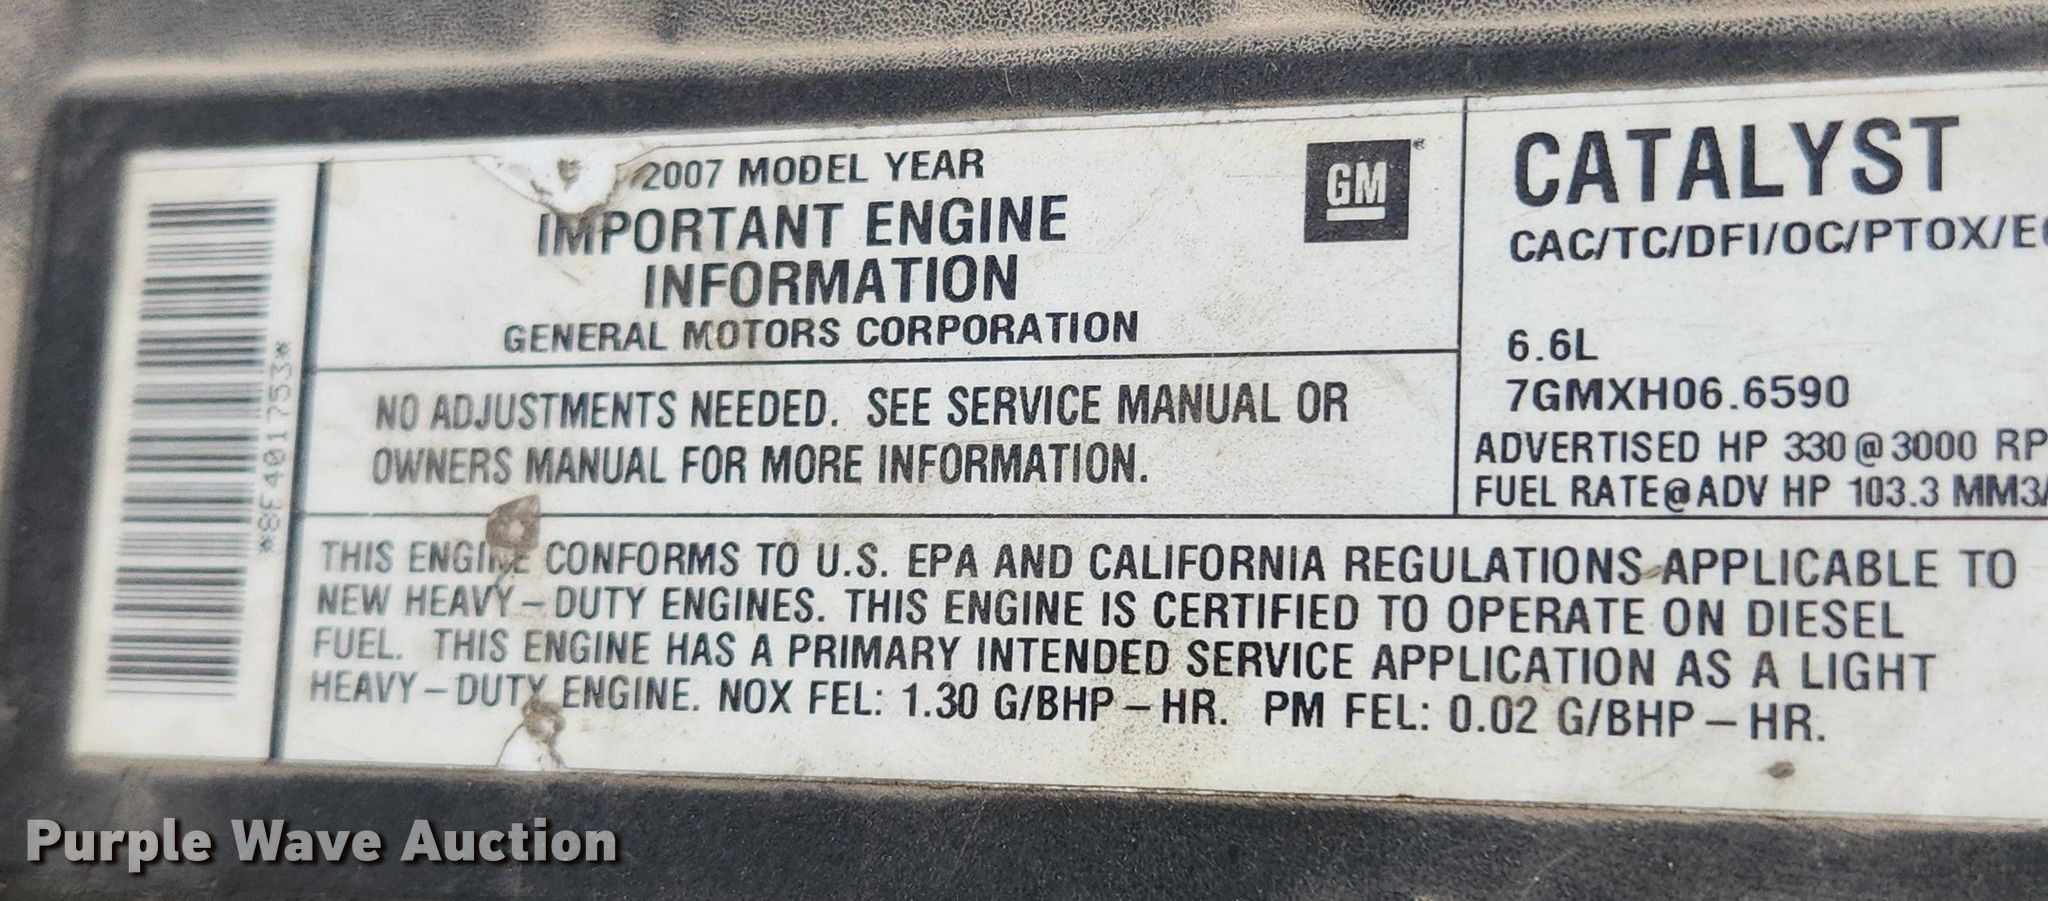 2007 MODEL YEAR
IMPORTANT ENGINE
INFORMATION
GENERAL MOTORS CORPORATION
GM
NO ADJUSTMENTS NEEDED. SEE SERVICE MANUAL OR
OWNERS MANUAL FOR MORE INFORMATION.
CATALYST
CAC/TC/DFI/OC/PTOX/E
6.6L
7GMXH06.6590
ADVERTISED HP 330@3000 RP
FUEL RATE@ADV HP 103.3 MM3/
THIS ENGINE CONFORMS TO U.S. EPA AND CALIFORNIA REGULATIONS APPLICABLE TO
NEW HEAVY-DUTY ENGINES. THIS ENGINE IS CERTIFIED TO OPERATE ON DIESEL
FUEL. THIS ENGINE HAS A PRIMARY INTENDED SERVICE APPLICATION AS A LIGHT
HEAVY-DUTY ENGINE. NOX FEL: 1.30 G/BHP-HR. PM FEL: 0.02 G/BHP-HR.
*8F401753*
Purple Wave Auction